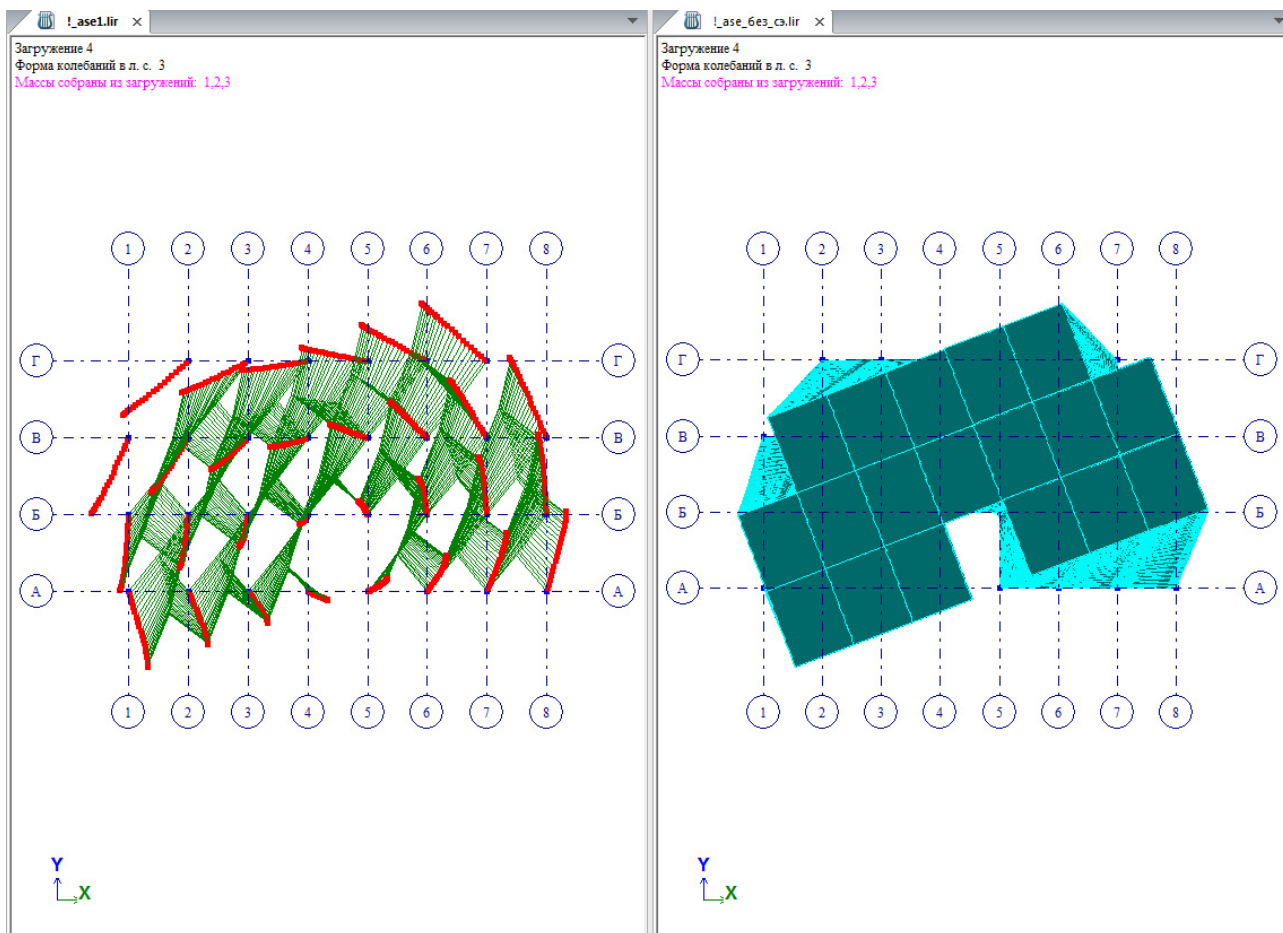 !_ase1.lir
Загружение 4
Форма колебаний в л. с. 3
Массы собраны из загружений: 1,2,3
1 2 3 4 5 6 7 8
Г Г
В В
Б Б
А А
1 2 3 4 5 6 7 8
Y
X
!_ase_без_сэ.lir
Загружение 4
Форма колебаний в л. с. 3
Массы собраны из загружений: 1,2,3
1 2 3 4 5 6 7 8
Г Г
В В
Б Б
А А
1 2 3 4 5 6 7 8
Y
X